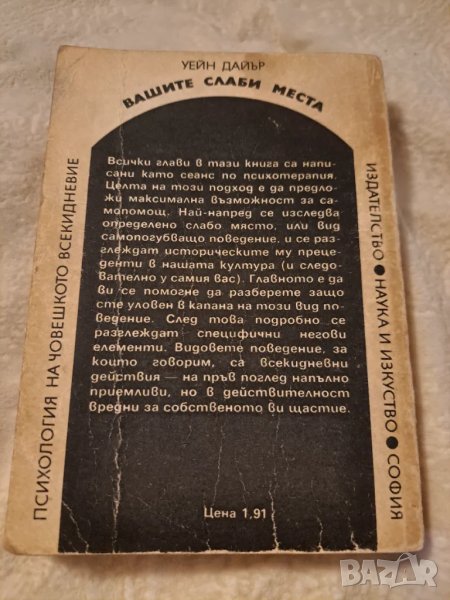 УЕЙН ДАЙЪР
ВАШИТЕ СЛАБИ МЕСТА
ПСИХОЛОГИЯ НА ЧОВЕШКОТО ВСЕКИДНЕВИЕ
Всички глави в тази книга са напи-
сани като сеанс по психотерапия.
Целта на този подход е да предло-
жи максимална възможност за са-
мопомощ. Най-напред се изследва
определено слабо място, или вид
самопогубващо поведение, и се раз-
глеждат историческите му преце-
денти в нашата култура (и следо-
вателно у самия вас). Главното е да
ви се помогне да разберете защо
сте уловен в капана на този вид по-
ведение. След това подробно се
разглеждат специфични негови
елементи. Видовете поведение, за
които говорим, са всекидневни
действия — на пръв поглед напълно
приемливи, но в действителност
вредни за собственото ви щастие.
Цена 1,91
ИЗДАТЕЛСТВО ● НАУКА И ИЗКУСТВО ● СОФИЯ
BAZAR